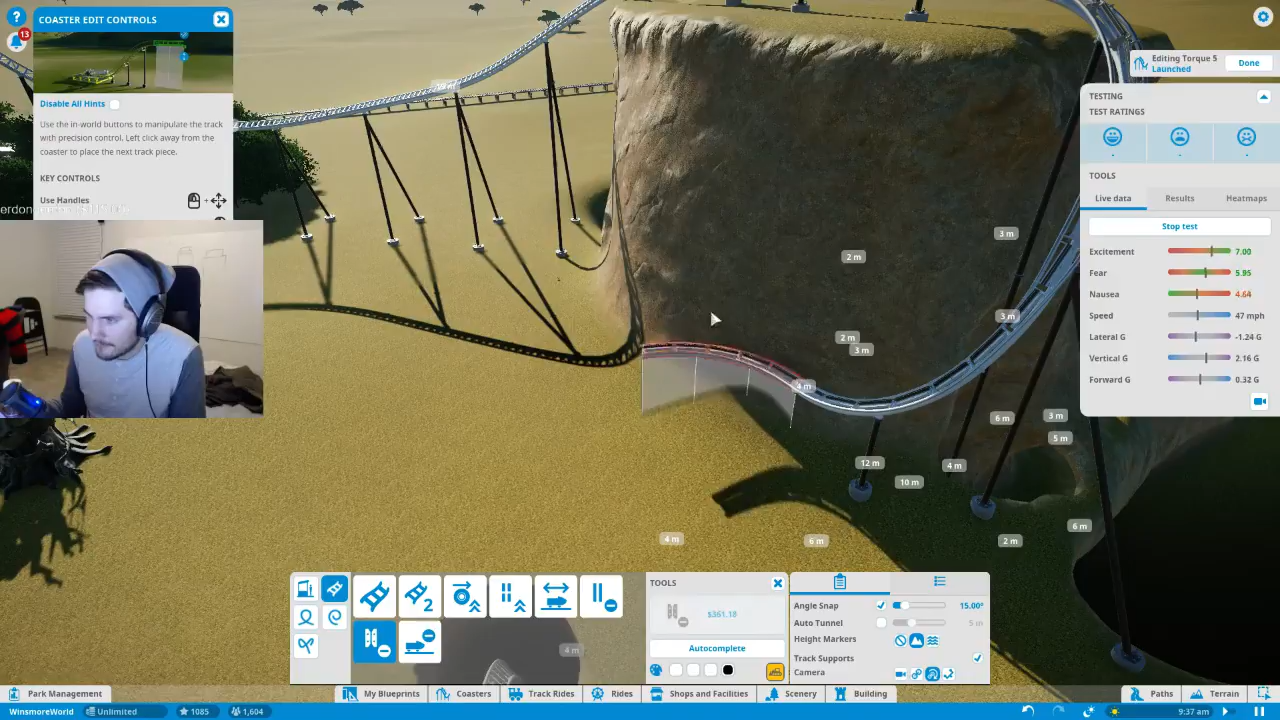 ?
COASTER EDIT CONTROLS
13
Disable All Hints
Use the in-world buttons to manipulate the track
with precision control. Left click away from the
coaster to place the next track piece.
KEY CONTROLS
Use Handles
+
Editing Torque 5
Launched
Done
TESTING
TEST RATINGS
-
-
-
TOOLS
Live data
Results
Heatmaps
Stop test
Excitement 7.00
Fear 5.95
Nausea 4.64
Speed 47 mph
Lateral G -1.24 G
Vertical G 2.16 G
Forward G 0.32 G
3 m
2 m
3 m
2 m
3 m
4 m
6 m
3 m
5 m
12 m
4 m
10 m
6 m
4 m
6 m
2 m
4 m
2
TOOLS
$361.18
Autocomplete
Angle Snap 15.00°
Auto Tunnel 5 m
Height Markers
Track Supports
Camera
Park Management
My Blueprints
Coasters
Track Rides
Rides
Shops and Facilities
Scenery
Building
Paths
Terrain
WinsmoreWorld
Unlimited
1085
1,604
9:37 am